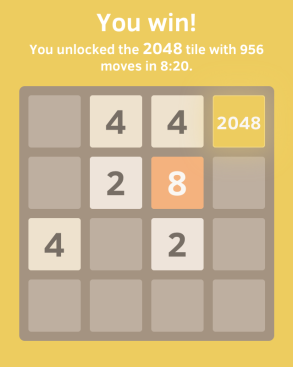 You win!
You unlocked the 2048 tile with 956
moves in 8:20.
4 4 2048
2 8
4 2